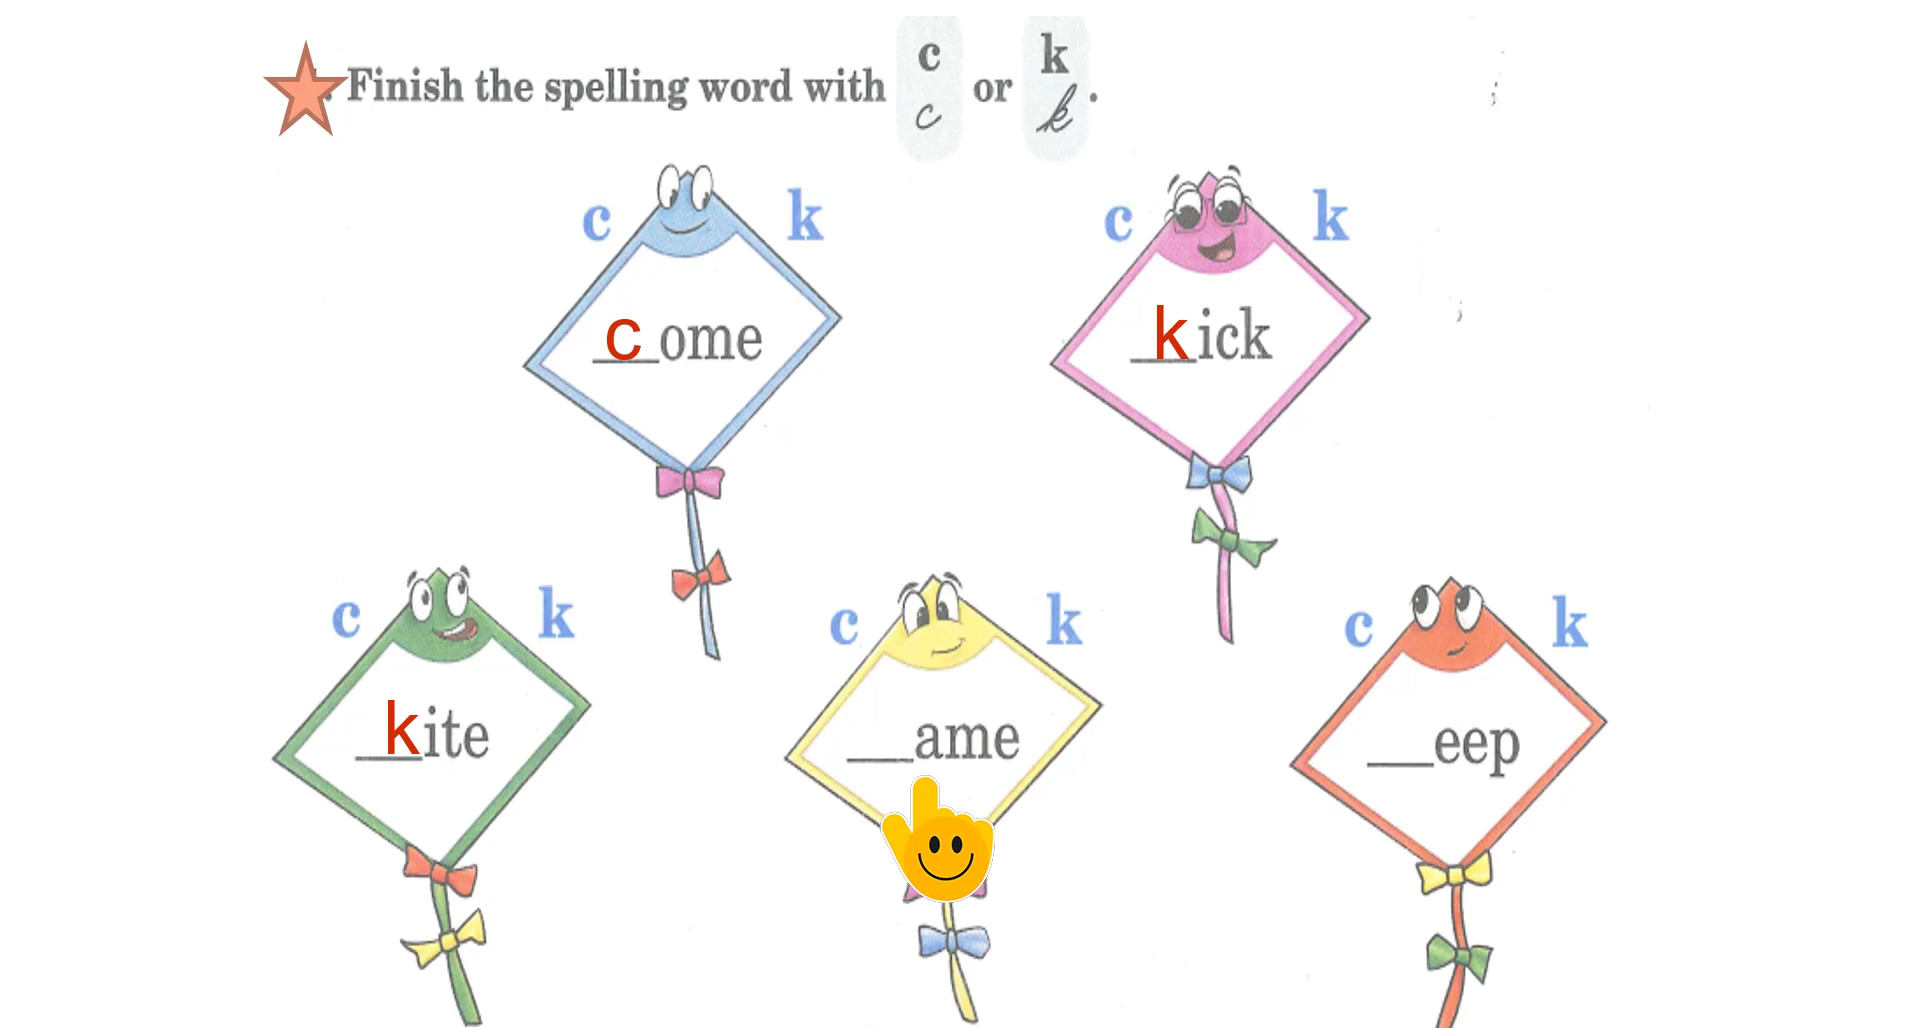 Finish the spelling word with c or k.
c k
c k
c k
come
kick
c k
c k
c k
kite
__ame
__eep